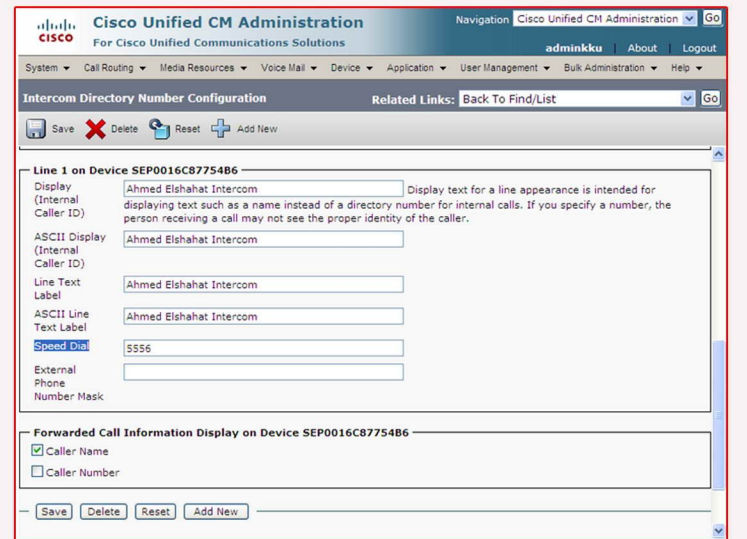 Cisco Unified CM Administration
For Cisco Unified Communications Solutions
Navigation Cisco Unified CM Administration Go
cisco
adminkku | About | Logout
System Call Routing Media Resources Voice Mail Device Application User Management Bulk Administration Help
Intercom Directory Number Configuration
Related Links: Back To Find/List Go
Save Delete Reset Add New
Line 1 on Device SEP0016C87754B6
Display (Internal Caller ID)
Ahmed Elshahat Intercom Display text for a line appearance is intended for
displaying text such as a name instead of a directory number for internal calls. If you specify a number, the
person receiving a call may not see the proper identity of the caller.
ASCII Display (Internal Caller ID)
Ahmed Elshahat Intercom
Line Text Label
Ahmed Elshahat Intercom
ASCII Line Text Label
Ahmed Elshahat Intercom
Speed Dial
5556
External Phone Number Mask
Forwarded Call Information Display on Device SEP0016C87754B6
Caller Name
Caller Number
Save Delete Reset Add New